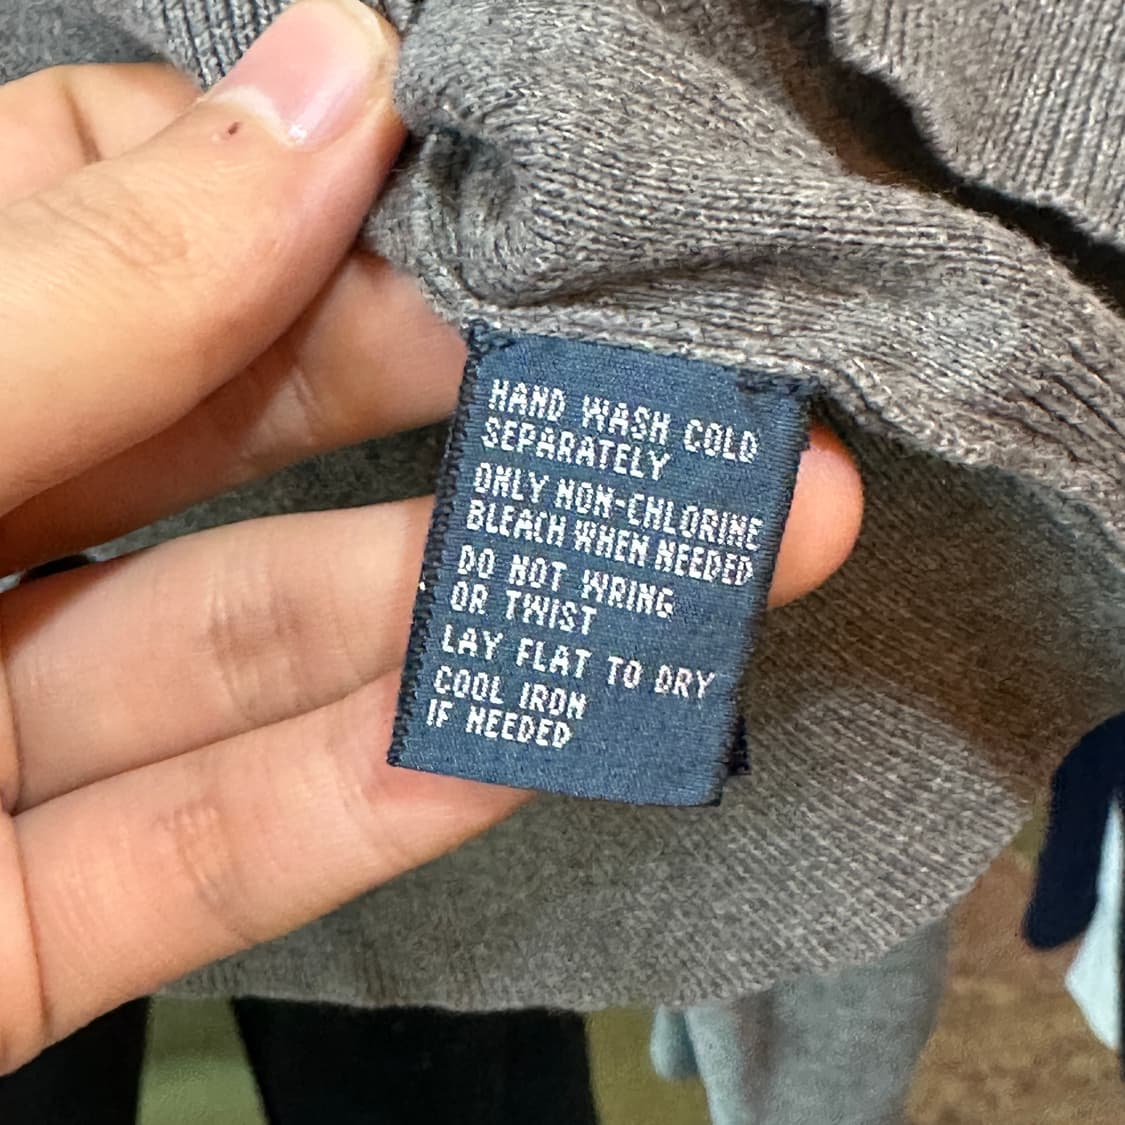 HAND WASH COLD
SEPARATELY
ONLY NON-CHLORINE
BLEACH WHEN NEEDED
DO NOT WRING
OR TWIST
LAY FLAT TO DRY
COOL IRON
IF NEEDED